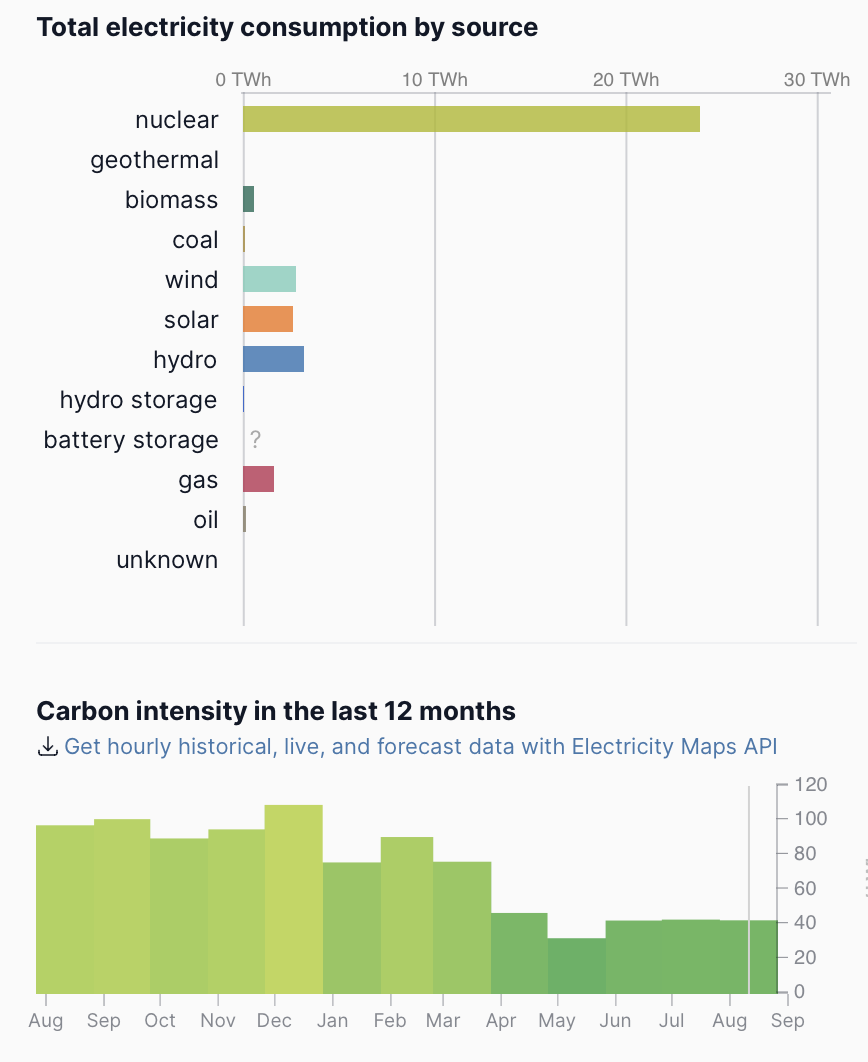 Total electricity consumption by source
0 TWh 10 TWh 20 TWh 30 TWh
nuclear
geothermal
biomass
coal
wind
solar
hydro
hydro storage
battery storage ?
gas
oil
unknown
Carbon intensity in the last 12 months
Get hourly historical, live, and forecast data with Electricity Maps API
120
100
80
60
40
20
0
Aug Sep Oct Nov Dec Jan Feb Mar Apr May Jun Jul Aug Sep